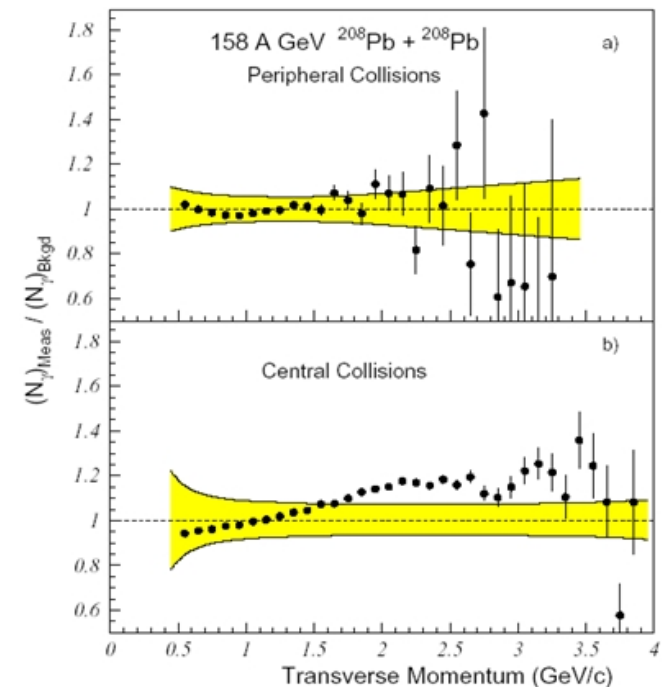 158 A GeV ²⁰⁸Pb + ²⁰⁸Pb
a)
Peripheral Collisions
1.8
1.6
1.4
1.2
1
0.8
0.6
(Nγ)Meas / (Nγ)Bkgd
b)
Central Collisions
1.8
1.6
1.4
1.2
1
0.8
0.6
0 0.5 1 1.5 2 2.5 3 3.5 4
Transverse Momentum (GeV/c)